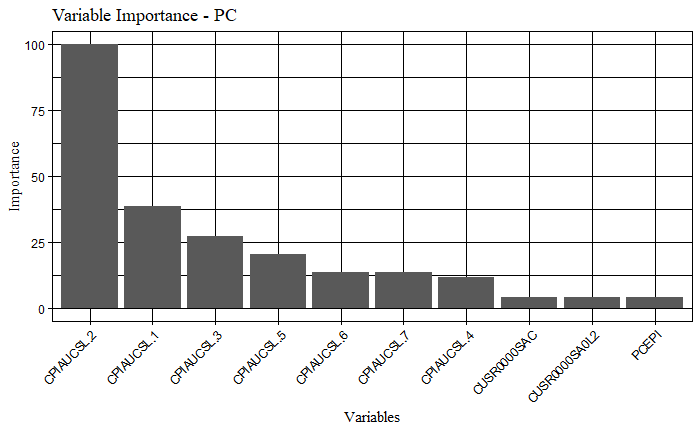 Variable Importance - PC
100
75
50
25
0
Importance
CPIAUCSL.2
CPIAUCSL.1
CPIAUCSL.3
CPIAUCSL.5
CPIAUCSL.6
CPIAUCSL.7
CPIAUCSL.4
CUSR0000SAC
CUSR0000SA0L2
PCEPI
Variables